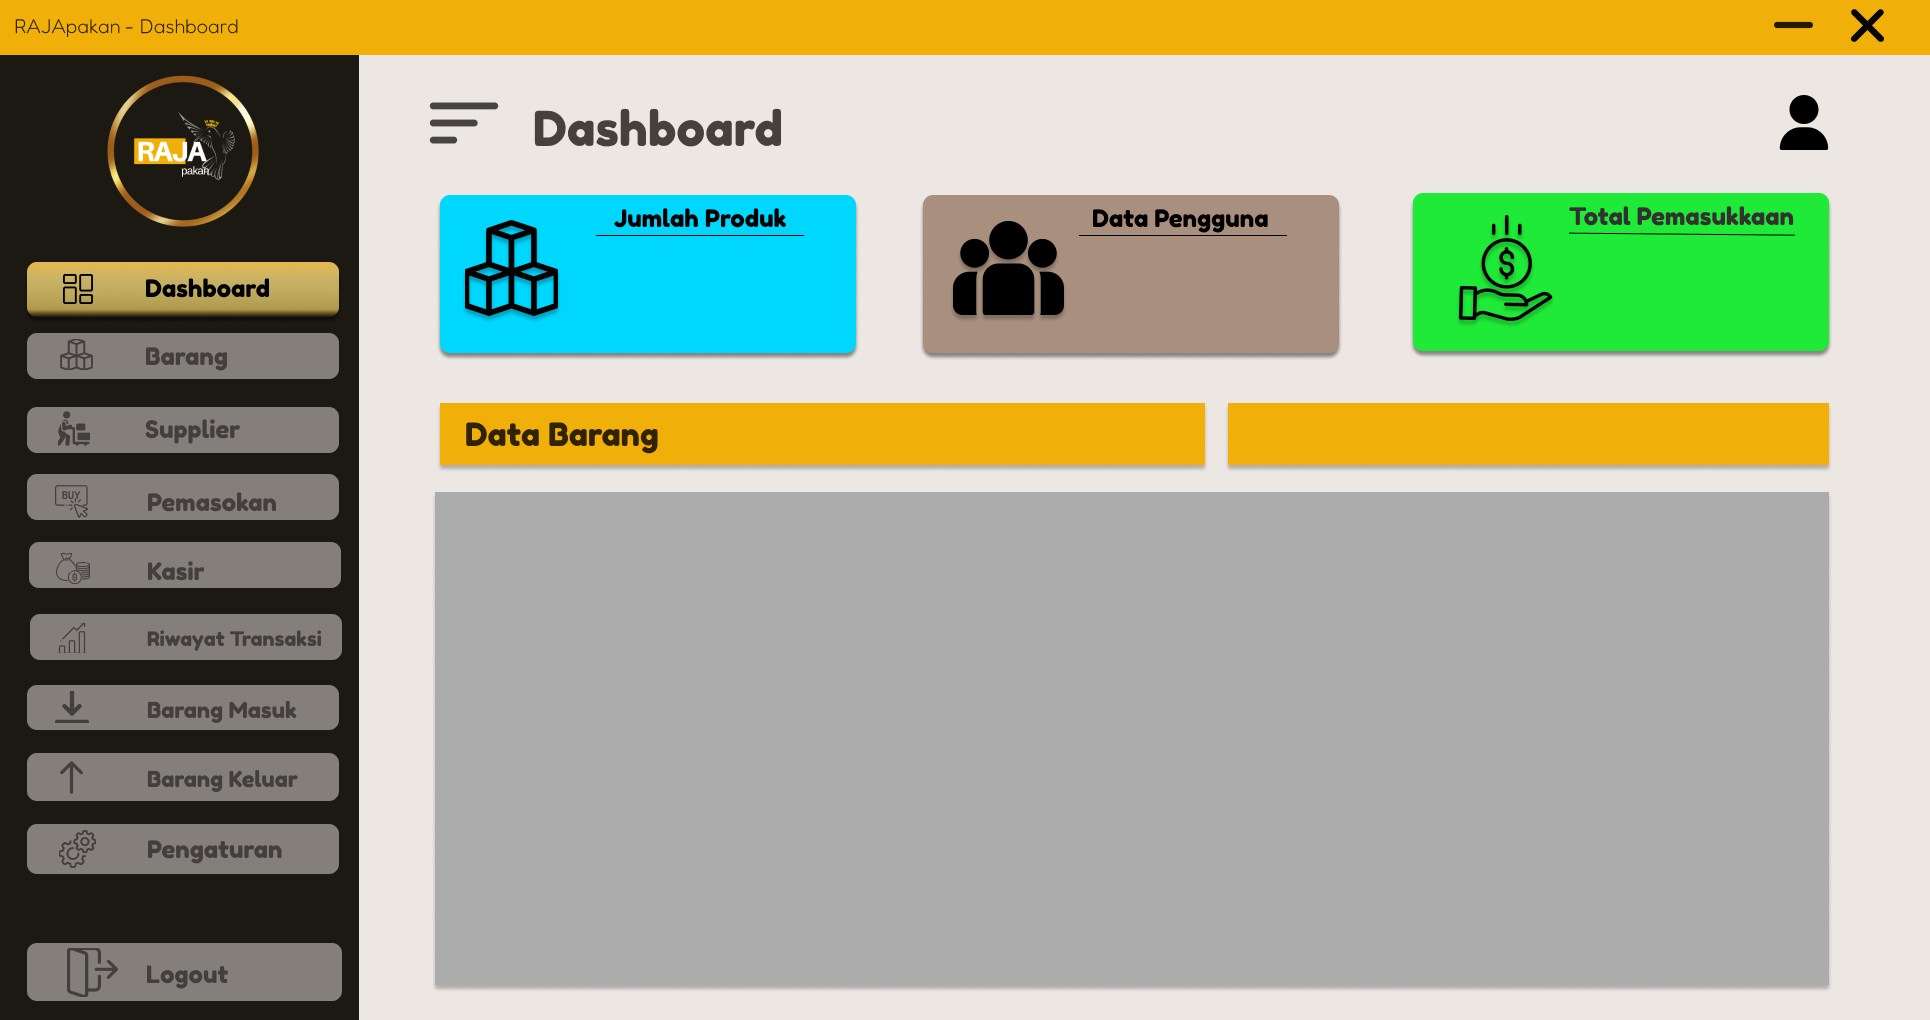 RAJApakan - Dashboard
RAJA
pakan
Dashboard
Barang
Supplier
BUY
Pemasokan
Kasir
Riwayat Transaksi
Barang Masuk
Barang Keluar
Pengaturan
Logout
Dashboard
Jumlah Produk
Data Pengguna
Total Pemasukkaan
$
Data Barang